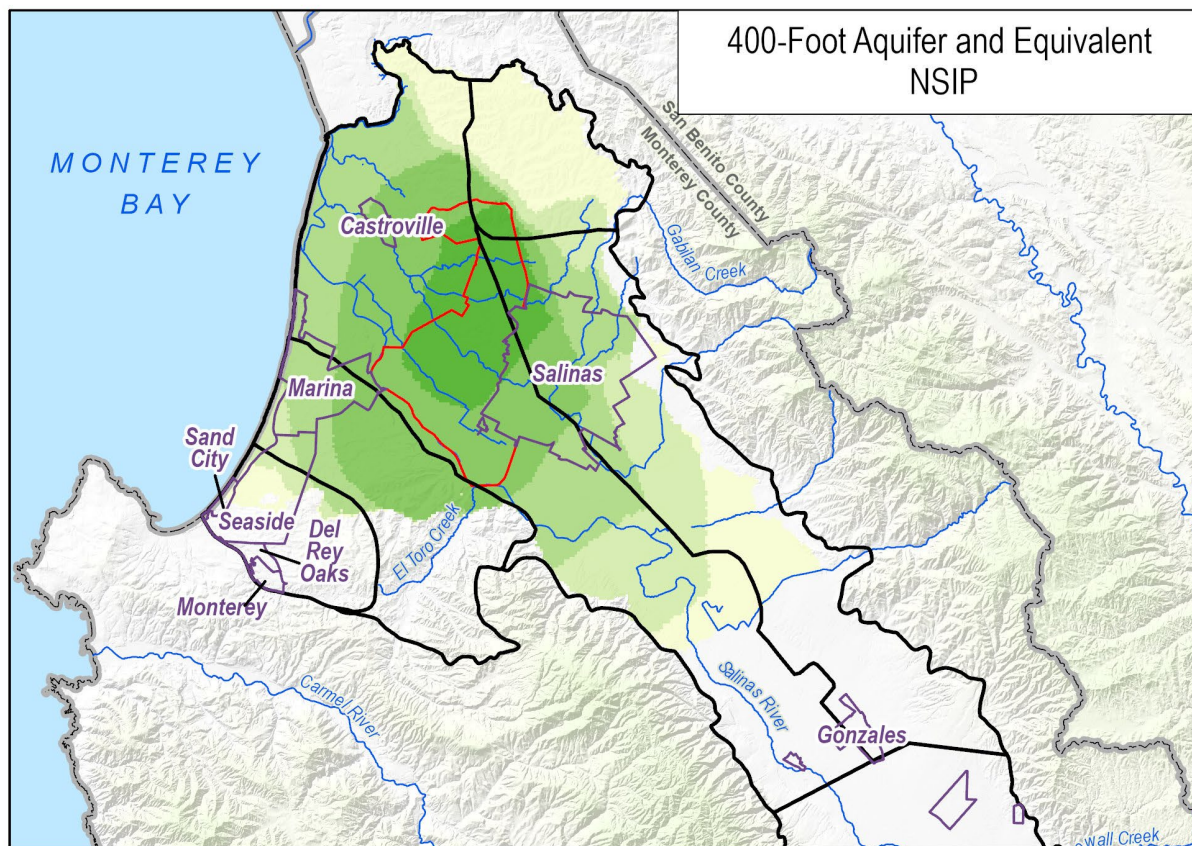 400-Foot Aquifer and Equivalent
NSIP
San Benito County
Monterey County
MONTEREY
BAY
Castroville
Gabilan Creek
Salinas
Marina
Sand
City
Seaside
Del
Rey
Oaks
El Toro Creek
Monterey
Carmel River
Salinas River
Gonzales
wall Creek